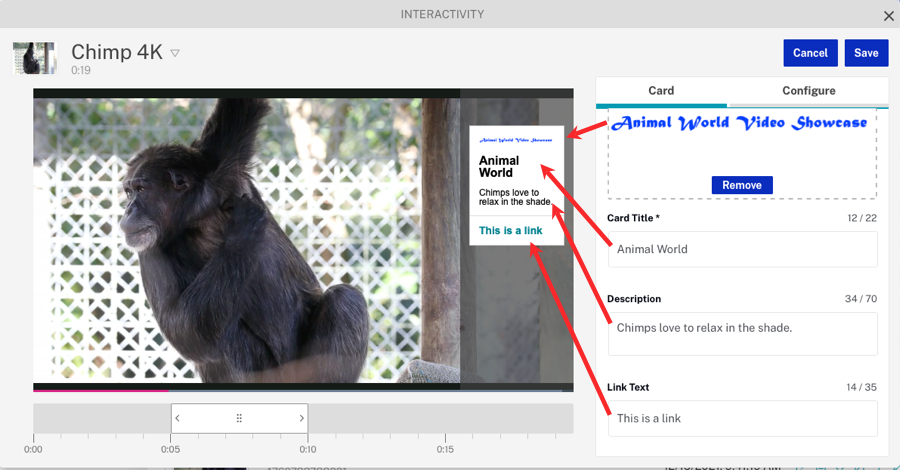 INTERACTIVITY
Chimp 4K
0:19
Cancel
Save
Card
Configure
Animal World Video Showcase
Remove
Card Title *
12 / 22
Animal World
Description
34 / 70
Chimps love to relax in the shade.
Link Text
14 / 35
This is a link
Animal World Video Showcase
Animal
World
Chimps love to
relax in the shade.
This is a link
0:00
0:05
0:10
0:15